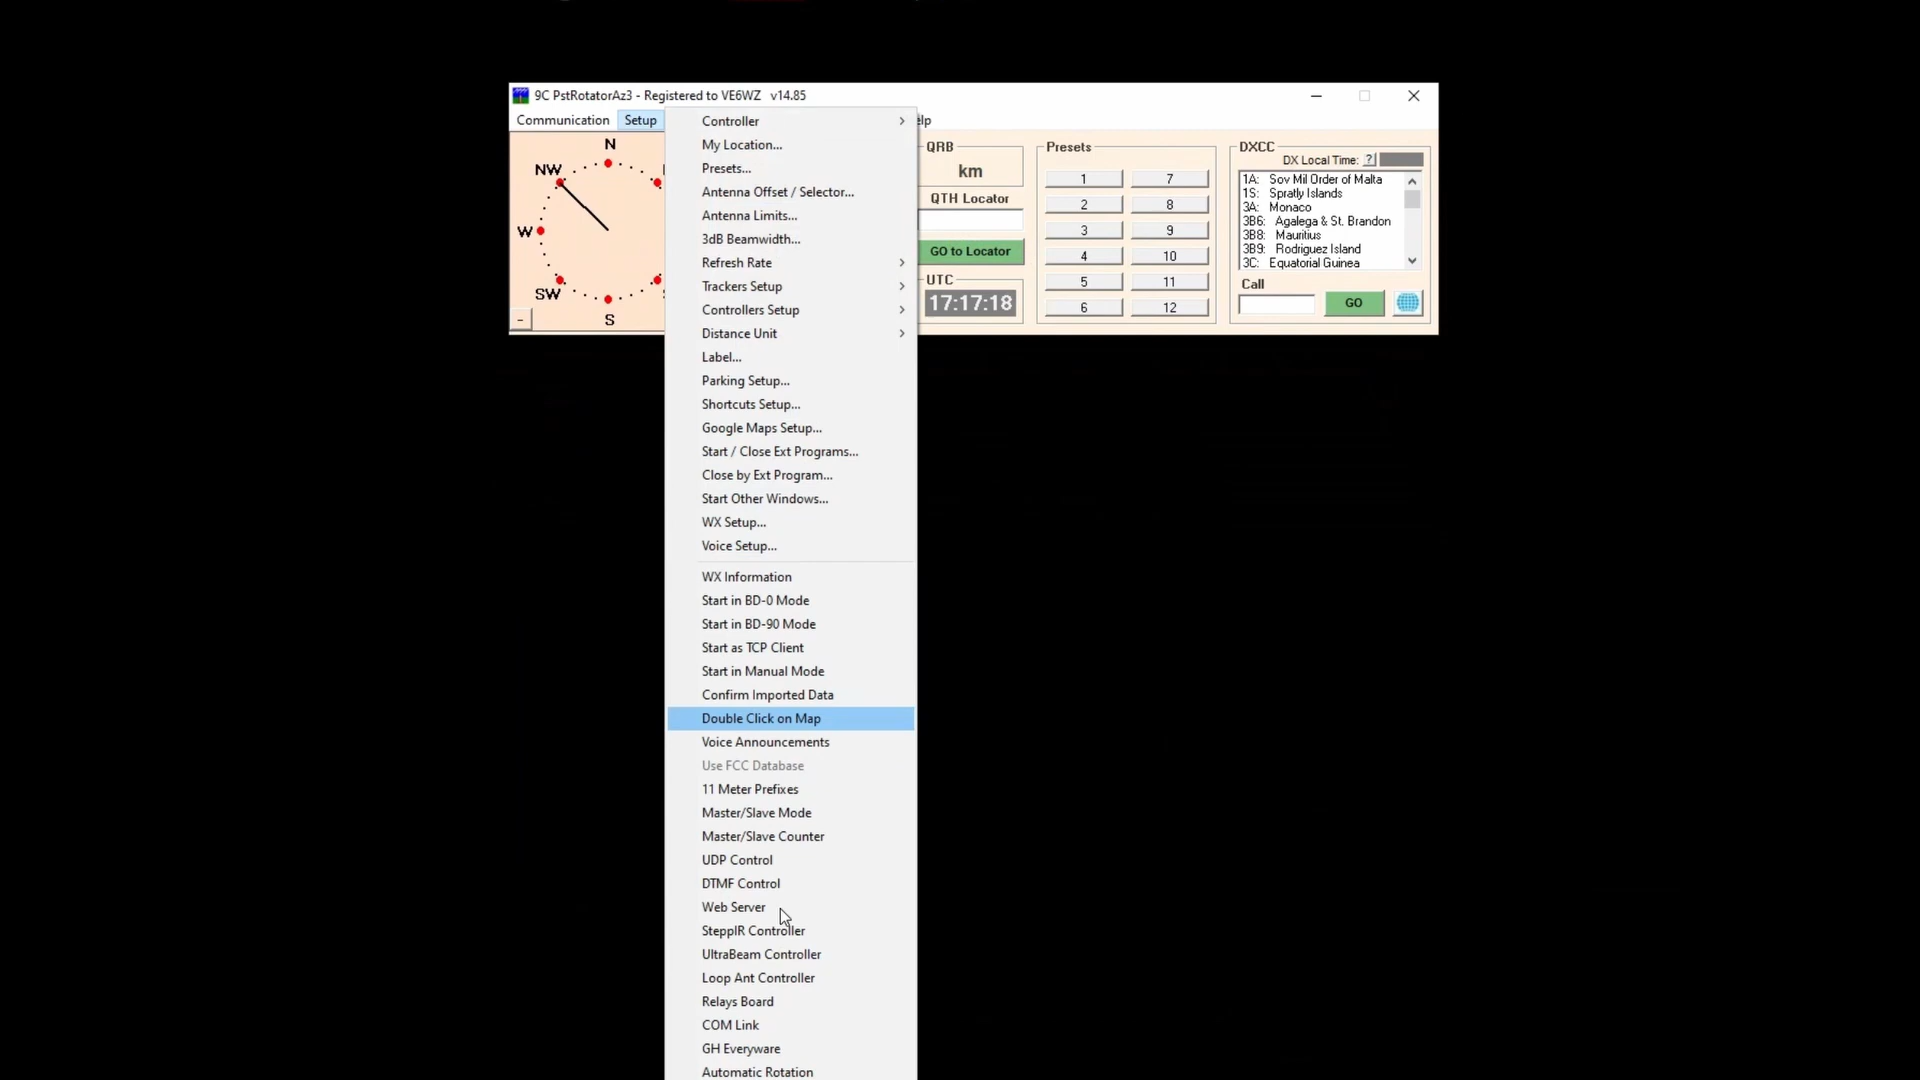 9C PstRotatorAz3 - Registered to VE6WZ v14.85
Communication
Setup
elp
N
NW
W
SW
S
-
Controller
My Location...
Presets...
Antenna Offset / Selector...
Antenna Limits...
3dB Beamwidth...
Refresh Rate
Trackers Setup
Controllers Setup
Distance Unit
Label...
Parking Setup...
Shortcuts Setup...
Google Maps Setup...
Start / Close Ext Programs...
Close by Ext Program...
Start Other Windows...
WX Setup...
Voice Setup...
WX Information
Start in BD-0 Mode
Start in BD-90 Mode
Start as TCP Client
Start in Manual Mode
Confirm Imported Data
Double Click on Map
Voice Announcements
Use FCC Database
11 Meter Prefixes
Master/Slave Mode
Master/Slave Counter
UDP Control
DTMF Control
Web Server
SteppIR Controller
UltraBeam Controller
Loop Ant Controller
Relays Board
COM Link
GH Everyware
Automatic Rotation
QRB
km
QTH Locator
GO to Locator
UTC
17:17:18
Presets
1 7
2 8
3 9
4 10
5 11
6 12
DXCC
DX Local Time: ?
1A: Sov Mil Order of Malta
1S: Spratly Islands
3A: Monaco
3B6: Agalega & St. Brandon
3B8: Mauritius
3B9: Rodriguez Island
3C: Equatorial Guinea
Call
GO